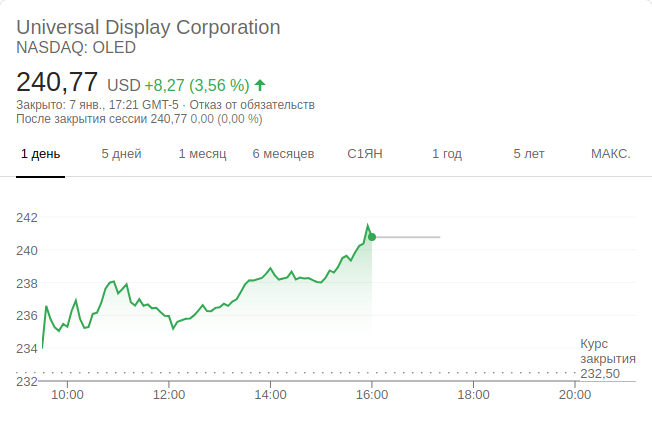 Universal Display Corporation
NASDAQ: OLED
240,77 USD +8,27 (3,56 %)
Закрыто: 7 янв., 17:21 GMT-5 · Отказ от обязательств
После закрытия сессии 240,77 0,00 (0,00 %)
1 день 5 дней 1 месяц 6 месяцев С1ЯН 1 год 5 лет МАКС.
242
240
238
236
234
Курс
закрытия
232,50
232
10:00 12:00 14:00 16:00 18:00 20:00